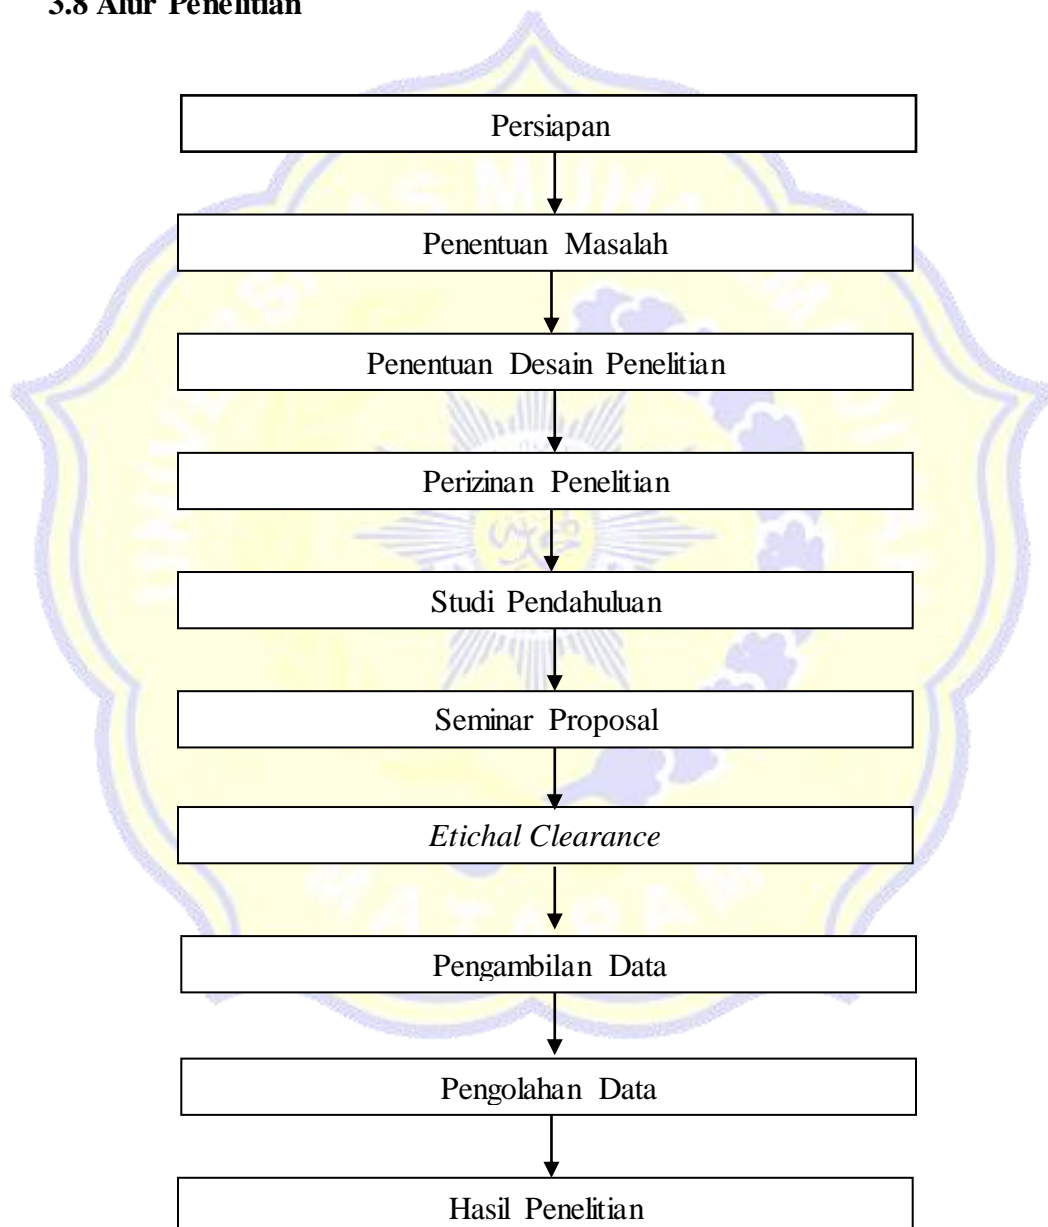 3.8 Alur Penelitian
Persiapan
Penentuan Masalah
Penentuan Desain Penelitian
Perizinan Penelitian
Studi Pendahuluan
Seminar Proposal
Etichal Clearance
Pengambilan Data
Pengolahan Data
Hasil Penelitian